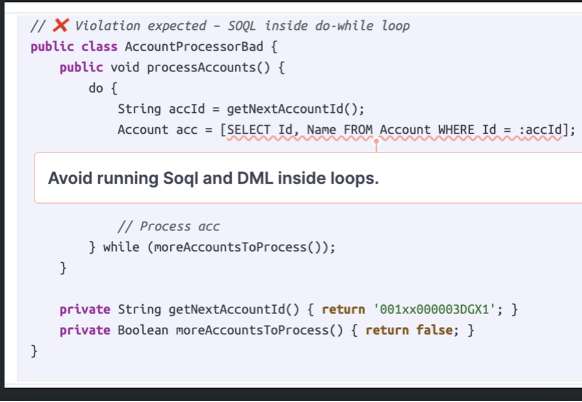 // ❌ Violation expected – SOQL inside do-while loop
public class AccountProcessorBad {
    public void processAccounts() {
        do {
            String accId = getNextAccountId();
            Account acc = [SELECT Id, Name FROM Account WHERE Id = :accId];
Avoid running Soql and DML inside loops.
            // Process acc
        } while (moreAccountsToProcess());
    }
    private String getNextAccountId() { return '001xx000003DGX1'; }
    private Boolean moreAccountsToProcess() { return false; }
}